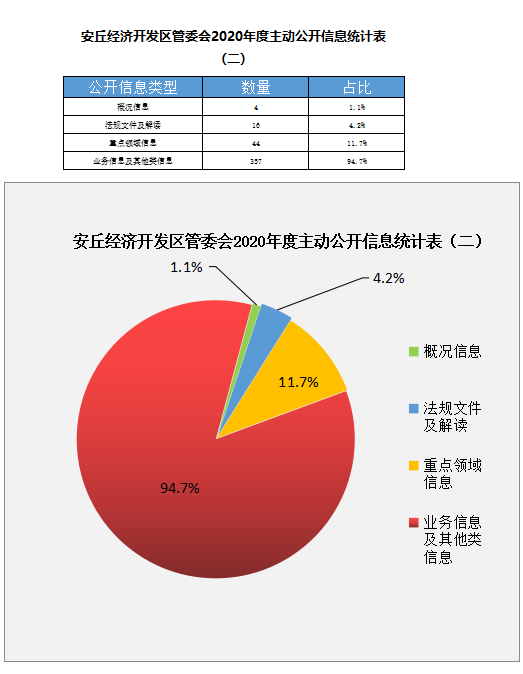 安丘经济开发区管委会2020年度主动公开信息统计表
（二）
公开信息类型 数量 占比
概况信息 4 1.1%
法规文件及解读 16 4.2%
重点领域信息 44 11.7%
业务信息及其他类信息 357 94.7%
安丘经济开发区管委会2020年度主动公开信息统计表（二）
1.1%
4.2%
11.7%
94.7%
概况信息
法规文件
及解读
重点领域
信息
业务信息
及其他类
信息